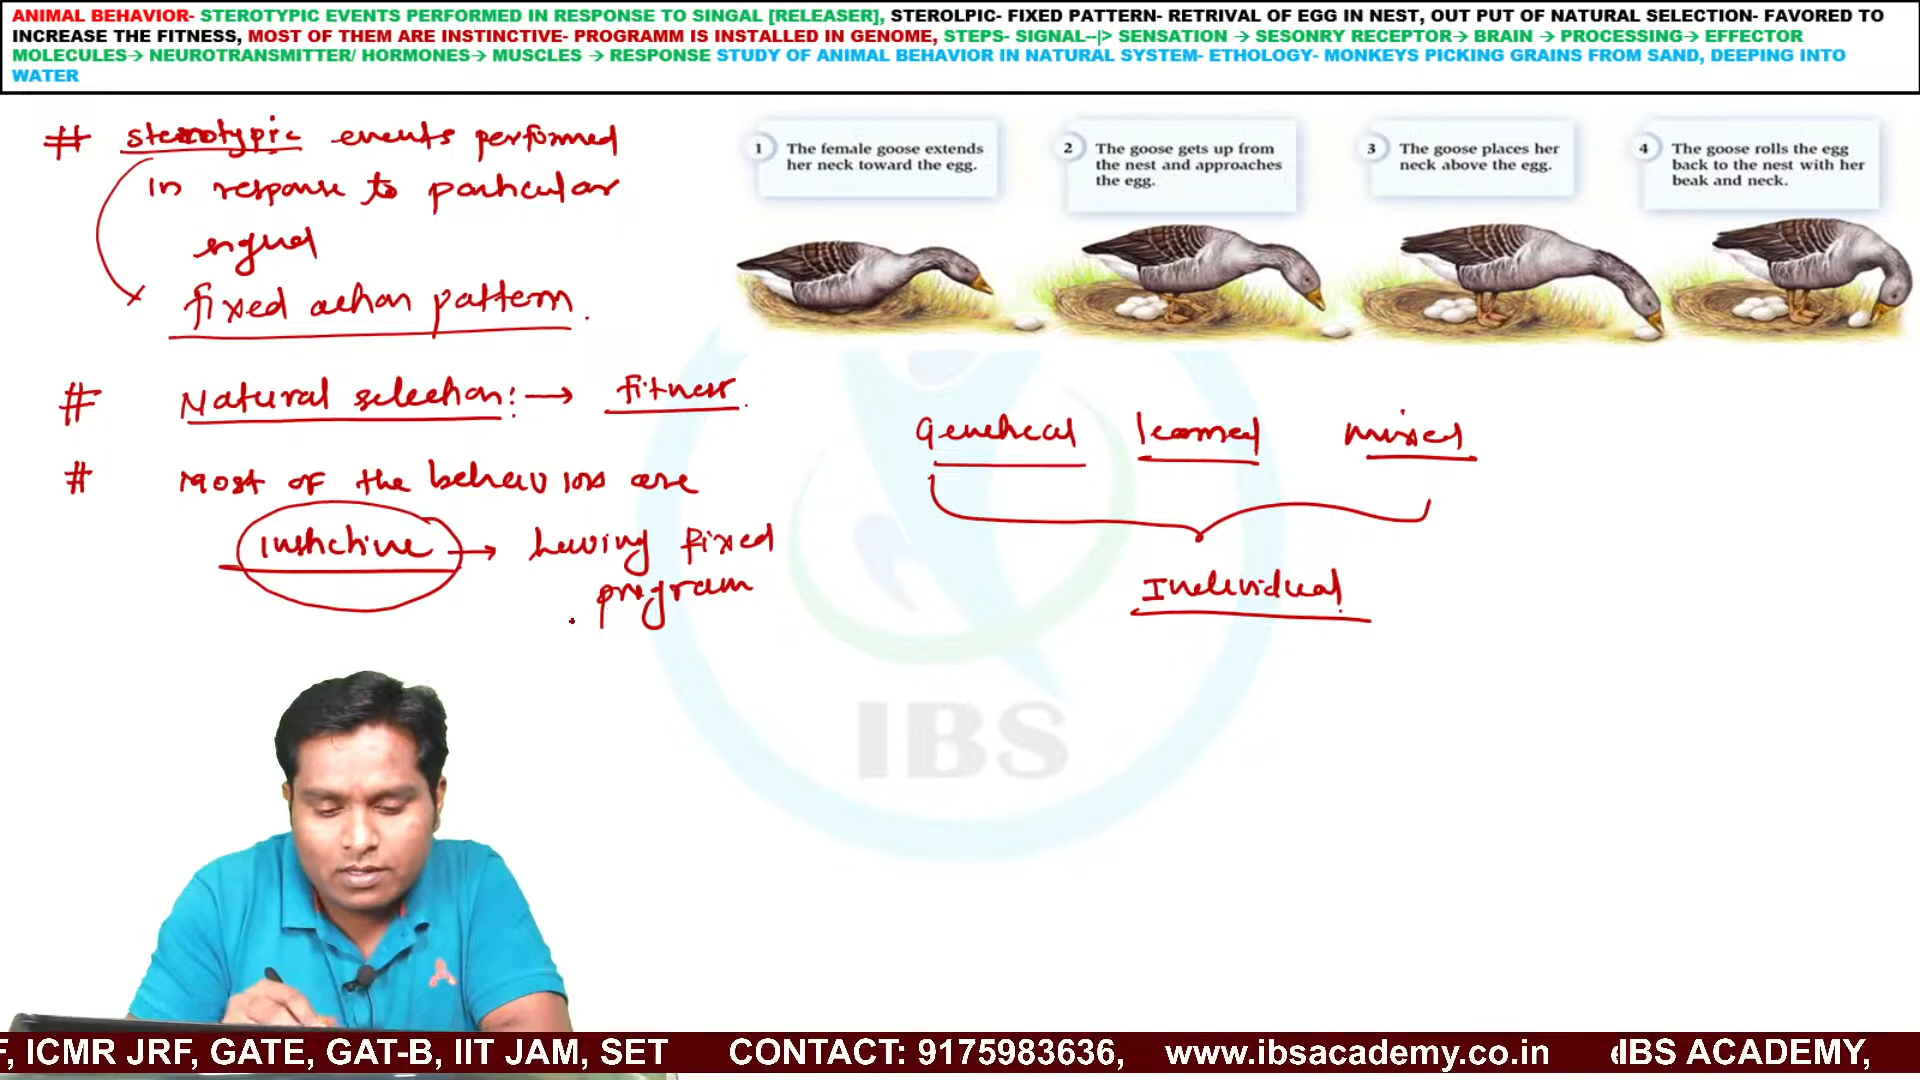 ANIMAL BEHAVIOR- STEROTYPIC EVENTS PERFORMED IN RESPONSE TO SINGAL [RELEASER], STEROLPIC- FIXED PATTERN- RETRIVAL OF EGG IN NEST, OUT PUT OF NATURAL SELECTION- FAVORED TO
INCREASE THE FITNESS, MOST OF THEM ARE INSTINCTIVE- PROGRAMM IS INSTALLED IN GENOME, STEPS- SIGNAL--|> SENSATION → SESONRY RECEPTOR→ BRAIN → PROCESSING→ EFFECTOR
MOLECULES→ NEUROTRANSMITTER/ HORMONES→ MUSCLES → RESPONSE STUDY OF ANIMAL BEHAVIOR IN NATURAL SYSTEM- ETHOLOGY- MONKEYS PICKING GRAINS FROM SAND, DEEPING INTO
WATER
# sterotypic events performed
in response to particular
signal
fixed action pattern.
# Natural selection: → fitness.
# Most of the behaviors are
Instictive → having fixed
program
1 The female goose extends
her neck toward the egg.
2 The goose gets up from
the nest and approaches
the egg.
3 The goose places her
neck above the egg.
4 The goose rolls the egg
back to the nest with her
beak and neck.
genetical learned mixed
Individual
IBS
F, ICMR JRF, GATE, GAT-B, IIT JAM, SET CONTACT: 9175983636, www.ibsacademy.co.in IBS ACADEMY,